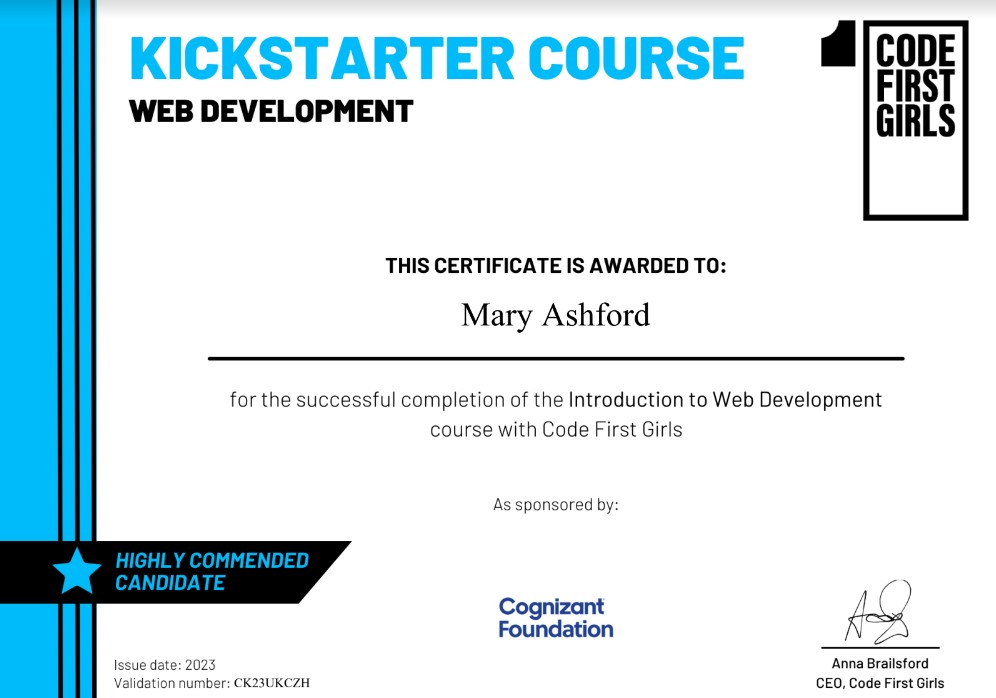 KICKSTARTER COURSE
WEB DEVELOPMENT
CODE
FIRST
GIRLS
THIS CERTIFICATE IS AWARDED TO:
Mary Ashford
for the successful completion of the Introduction to Web Development
course with Code First Girls
As sponsored by:
HIGHLY COMMENDED
CANDIDATE
Cognizant
Foundation
Issue date: 2023
Validation number: CK23UKCZH
Anna Brailsford
CEO, Code First Girls